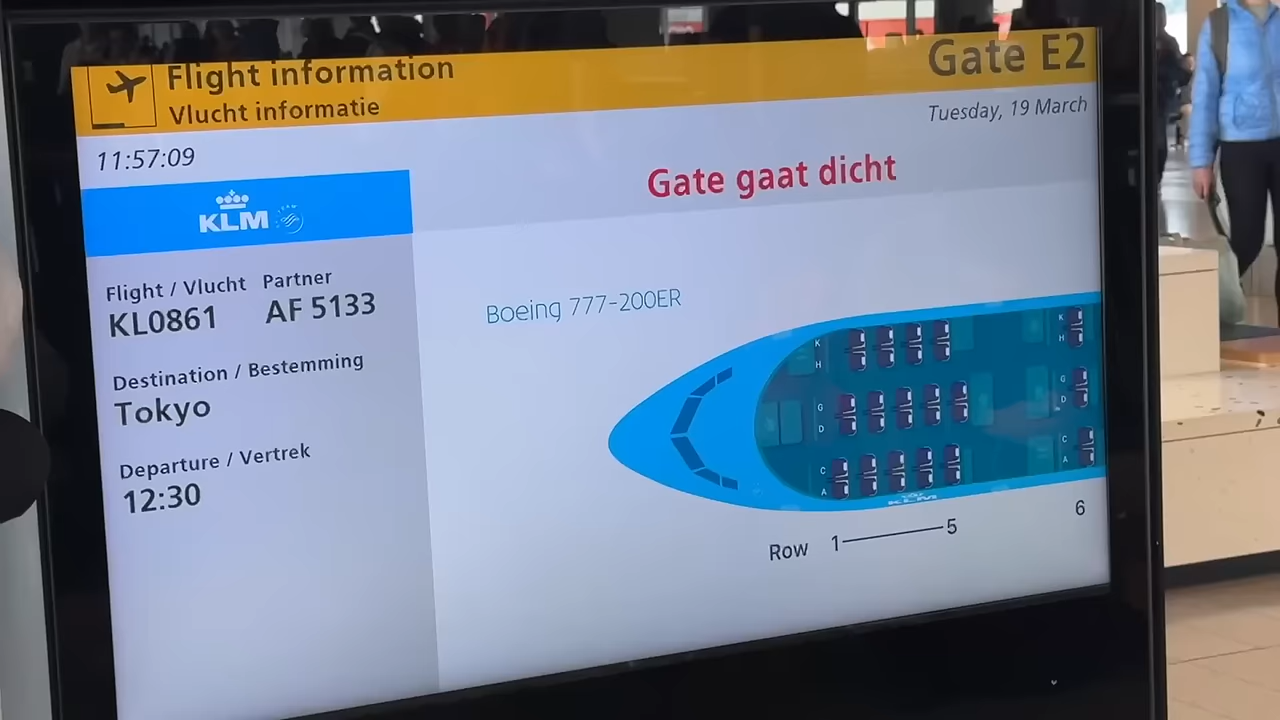 Flight information
Vlucht informatie
Gate E2
Tuesday, 19 March
11:57:09
Gate gaat dicht
KLM
Flight / Vlucht Partner
KL0861 AF 5133
Destination / Bestemming
Tokyo
Departure / Vertrek
12:30
Boeing 777-200ER
K
H
G
D
C
A
K
H
G
D
C
A
KLM
Row 1 5 6